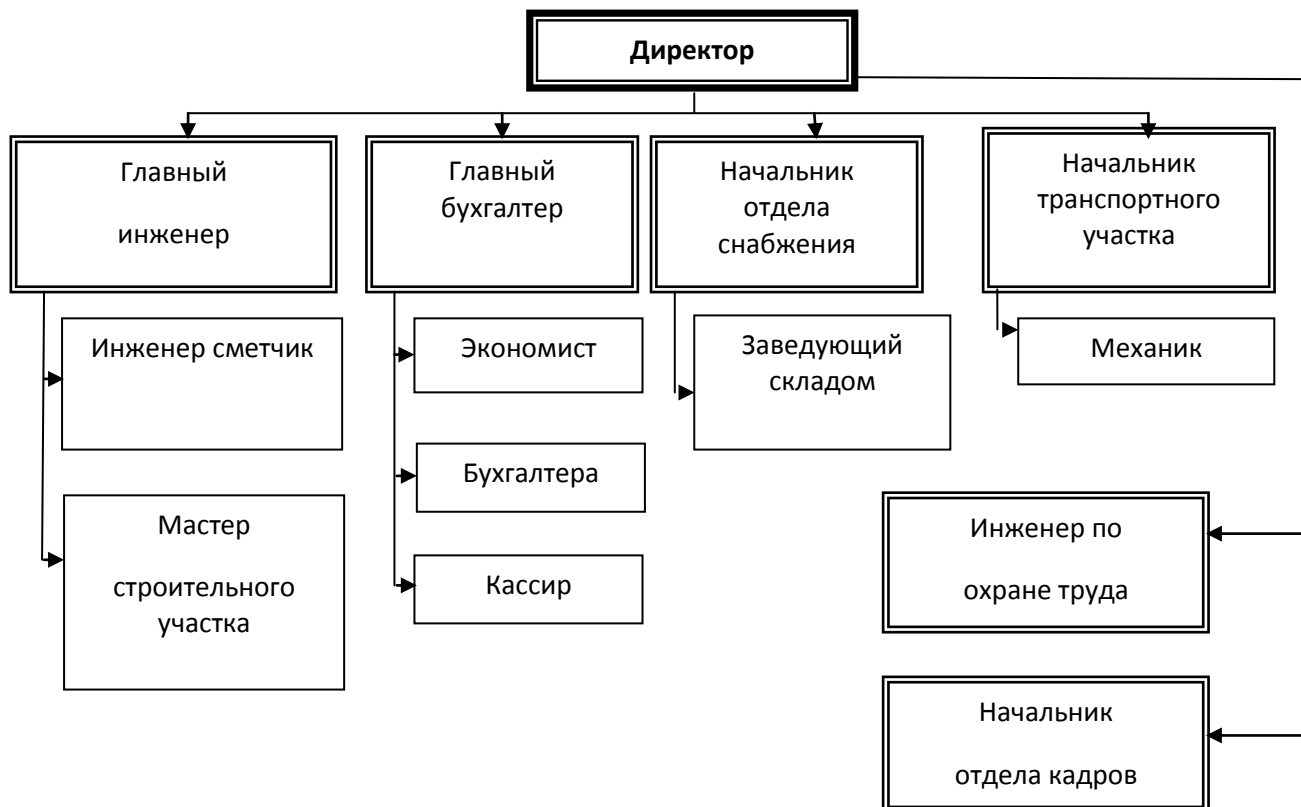 Директор
Главный
инженер
Главный
бухгалтер
Начальник
отдела
снабжения
Начальник
транспортного
участка
Инженер сметчик
Экономист
Заведующий
складом
Механик
Бухгалтера
Мастер
строительного
участка
Кассир
Инженер по
охране труда
Начальник
отдела кадров